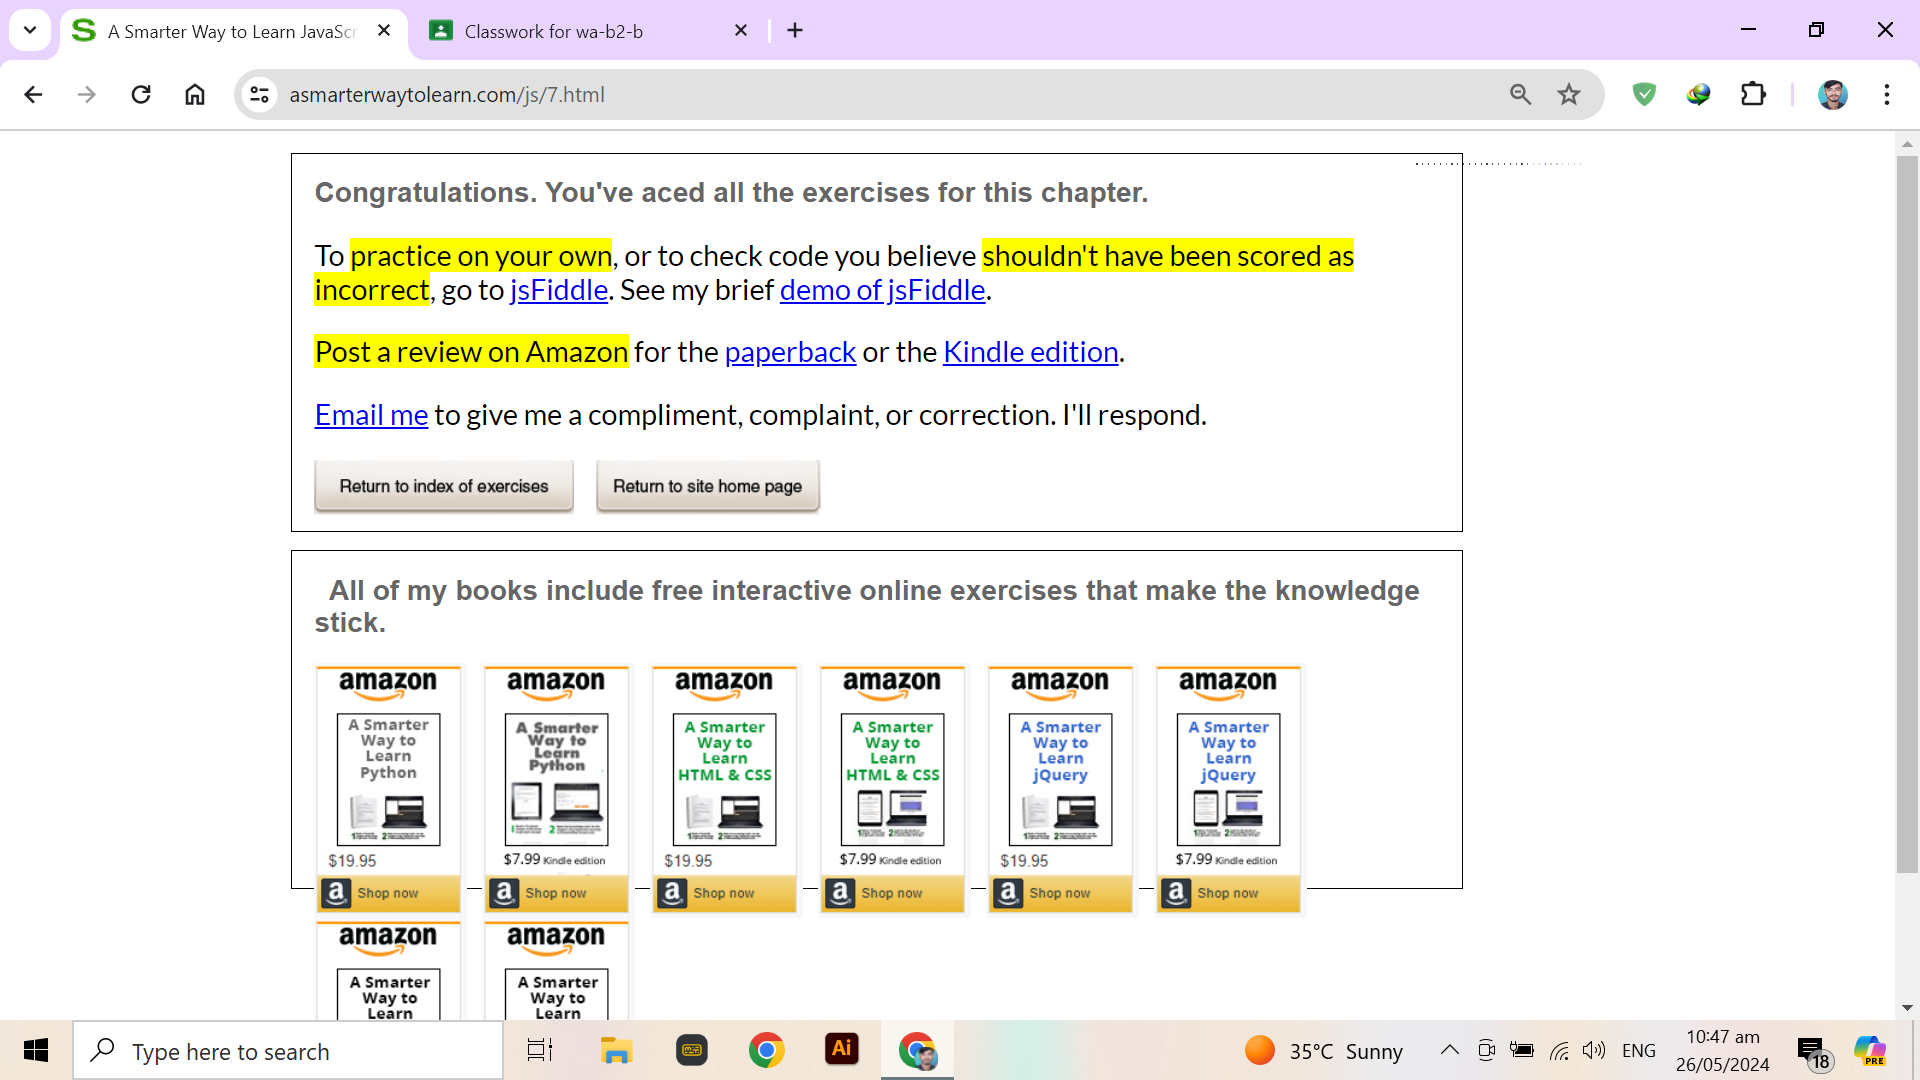 A Smarter Way to Learn JavaScr
Classwork for wa-b2-b
asmarterwaytolearn.com/js/7.html
Congratulations. You've aced all the exercises for this chapter.
To practice on your own, or to check code you believe shouldn't have been scored as
incorrect, go to jsFiddle. See my brief demo of jsFiddle.
Post a review on Amazon for the paperback or the Kindle edition.
Email me to give me a compliment, complaint, or correction. I'll respond.
Return to index of exercises
Return to site home page
All of my books include free interactive online exercises that make the knowledge
stick.
amazon
A Smarter
Way to
Learn
Python
$19.95
a Shop now
amazon
A Smarter
Way to
Learn
Python
$7.99 Kindle edition
a Shop now
amazon
A Smarter
Way to
Learn
HTML & CSS
$19.95
a Shop now
amazon
A Smarter
Way to
Learn
HTML & CSS
$7.99 Kindle edition
a Shop now
amazon
A Smarter
Way to
Learn
jQuery
$19.95
a Shop now
amazon
A Smarter
Way to
Learn
jQuery
$7.99 Kindle edition
a Shop now
amazon
A Smarter
Way to
Learn
amazon
A Smarter
Way to
Learn
Type here to search
Ai
35°C Sunny
ENG
10:47 am
26/05/2024
18
PRE